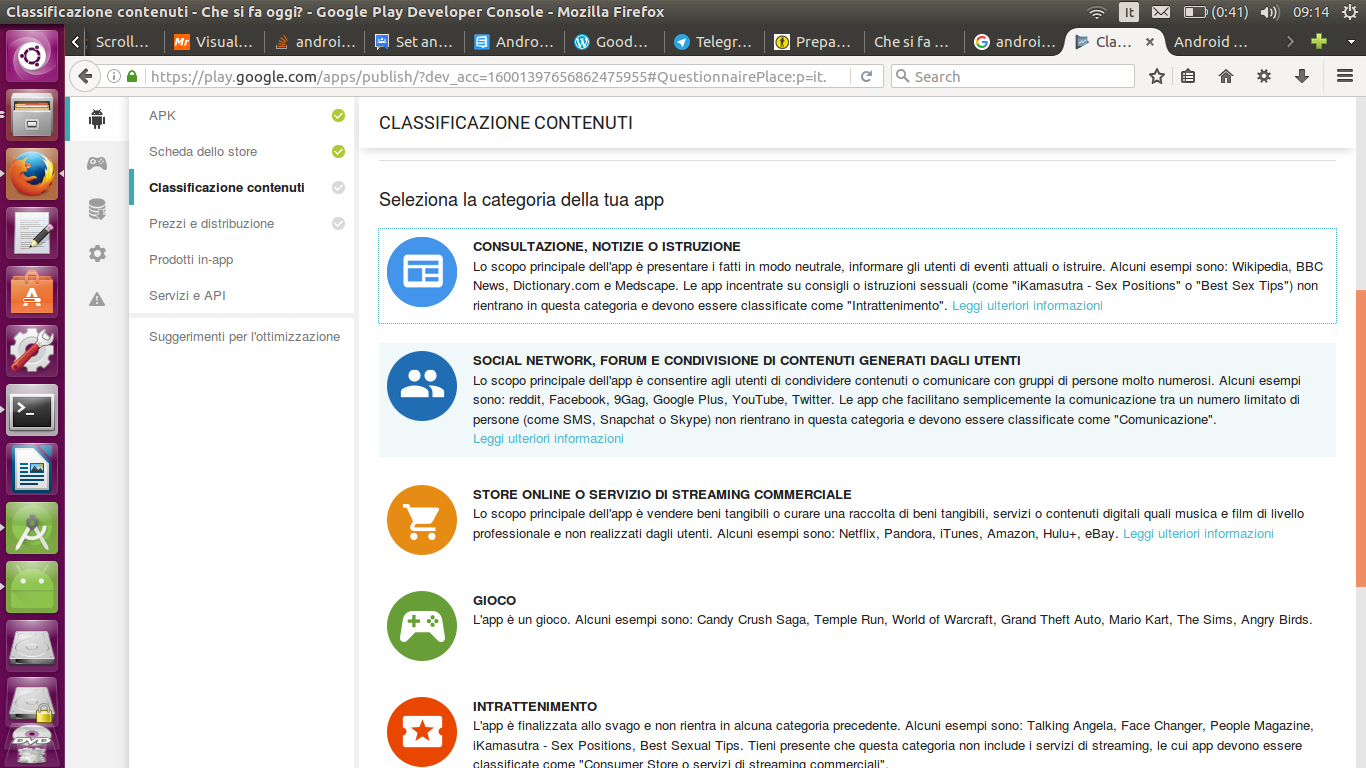 Classificazione contenuti - Che si fa oggi? - Google Play Developer Console - Mozilla Firefox
It
(0:41)
09:14
Scroll…
Visual…
androi…
Set an…
Andro…
Good…
Telegr…
Prepa…
Che si fa …
androi…
Cla…
Android …
https://play.google.com/apps/publish/?dev_acc=16001397656862475955#QuestionnairePlace:p=it.
Search
APK
Scheda dello store
Classificazione contenuti
Prezzi e distribuzione
Prodotti in-app
Servizi e API
Suggerimenti per l'ottimizzazione
CLASSIFICAZIONE CONTENUTI
Seleziona la categoria della tua app
CONSULTAZIONE, NOTIZIE O ISTRUZIONE
Lo scopo principale dell'app è presentare i fatti in modo neutrale, informare gli utenti di eventi attuali o istruire. Alcuni esempi sono: Wikipedia, BBC
News, Dictionary.com e Medscape. Le app incentrate su consigli o istruzioni sessuali (come "iKamasutra - Sex Positions" o "Best Sex Tips") non
rientrano in questa categoria e devono essere classificate come "Intrattenimento". Leggi ulteriori informazioni
SOCIAL NETWORK, FORUM E CONDIVISIONE DI CONTENUTI GENERATI DAGLI UTENTI
Lo scopo principale dell'app è consentire agli utenti di condividere contenuti o comunicare con gruppi di persone molto numerosi. Alcuni esempi
sono: reddit, Facebook, 9Gag, Google Plus, YouTube, Twitter. Le app che facilitano semplicemente la comunicazione tra un numero limitato di
persone (come SMS, Snapchat o Skype) non rientrano in questa categoria e devono essere classificate come "Comunicazione".
Leggi ulteriori informazioni
STORE ONLINE O SERVIZIO DI STREAMING COMMERCIALE
Lo scopo principale dell'app è vendere beni tangibili o curare una raccolta di beni tangibili, servizi o contenuti digitali quali musica e film di livello
professionale e non realizzati dagli utenti. Alcuni esempi sono: Netflix, Pandora, iTunes, Amazon, Hulu+, eBay. Leggi ulteriori informazioni
GIOCO
L'app è un gioco. Alcuni esempi sono: Candy Crush Saga, Temple Run, World of Warcraft, Grand Theft Auto, Mario Kart, The Sims, Angry Birds.
INTRATTENIMENTO
L'app è finalizzata allo svago e non rientra in alcuna categoria precedente. Alcuni esempi sono: Talking Angela, Face Changer, People Magazine,
iKamasutra - Sex Positions, Best Sexual Tips. Tieni presente che questa categoria non include i servizi di streaming, le cui app devono essere
classificate come "Consumer Store o servizi di streaming commerciali".